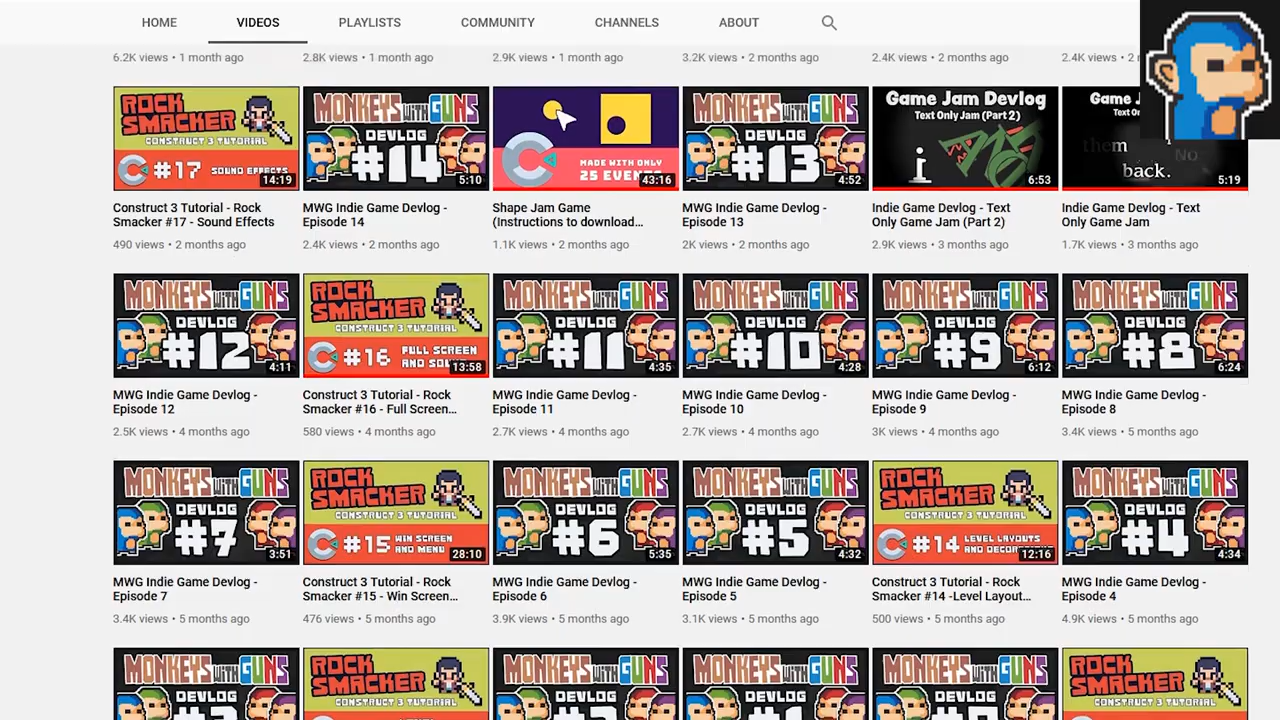 HOME VIDEOS PLAYLISTS COMMUNITY CHANNELS ABOUT
6.2K views • 1 month ago
2.8K views • 1 month ago
2.9K views • 1 month ago
3.2K views • 2 months ago
2.4K views • 2 months ago
2.4K views • 2
ROCK
SMACKER
CONSTRUCT 3 TUTORIAL
#17 SOUND EFFECTS
14:19
MONKEYS WITH GUNS
DEVLOG
#14
5:10
MADE WITH ONLY
25 EVENTS
43:16
MONKEYS WITH GUNS
DEVLOG
#13
4:52
Game Jam Devlog
Text Only Jam (Part 2)
i
6:53
Game
Text
them
No
back.
5:19
Construct 3 Tutorial - Rock
Smacker #17 - Sound Effects
490 views • 2 months ago
MWG Indie Game Devlog -
Episode 14
2.4K views • 2 months ago
Shape Jam Game
(Instructions to download...
1.1K views • 2 months ago
MWG Indie Game Devlog -
Episode 13
2K views • 2 months ago
Indie Game Devlog - Text
Only Game Jam (Part 2)
2.9K views • 3 months ago
Indie Game Devlog - Text
Only Game Jam
1.7K views • 3 months ago
MONKEYS WITH GUNS
DEVLOG
#12
4:11
ROCK
SMACKER
CONSTRUCT 3 TUTORIAL
#16 FULL SCREEN
AND
13:58
MONKEYS WITH GUNS
DEVLOG
#11
4:35
MONKEYS WITH GUNS
DEVLOG
#10
4:28
MONKEYS WITH GUNS
DEVLOG
#9
6:12
MONKEYS WITH GUNS
DEVLOG
#8
6:24
MWG Indie Game Devlog -
Episode 12
2.5K views • 4 months ago
Construct 3 Tutorial - Rock
Smacker #16 - Full Screen...
580 views • 4 months ago
MWG Indie Game Devlog -
Episode 11
2.7K views • 4 months ago
MWG Indie Game Devlog -
Episode 10
2.7K views • 4 months ago
MWG Indie Game Devlog -
Episode 9
3K views • 4 months ago
MWG Indie Game Devlog -
Episode 8
3.4K views • 5 months ago
MONKEYS WITH GUNS
DEVLOG
#7
3:51
ROCK
SMACKER
CONSTRUCT 3 TUTORIAL
#15 WIN SCREEN
AND MENU
28:10
MONKEYS WITH GUNS
DEVLOG
#6
5:35
MONKEYS WITH GUNS
DEVLOG
#5
4:32
ROCK
SMACKER
CONSTRUCT 3 TUTORIAL
#14 LEVEL LAYOUTS
AND
12:16
MONKEYS WITH GUNS
DEVLOG
#4
4:34
MWG Indie Game Devlog -
Episode 7
3.4K views • 5 months ago
Construct 3 Tutorial - Rock
Smacker #15 - Win Screen...
476 views • 5 months ago
MWG Indie Game Devlog -
Episode 6
3.9K views • 5 months ago
MWG Indie Game Devlog -
Episode 5
3.1K views • 5 months ago
Construct 3 Tutorial - Rock
Smacker #14 -Level Layout...
500 views • 5 months ago
MWG Indie Game Devlog -
Episode 4
4.9K views • 5 months ago
MONKEYS WITH GUNS
DEVLOG
ROCK
SMACKER
CONSTRUCT 3 TUTORIAL
MONKEYS WITH GUNS
DEVLOG
MONKEYS WITH GUNS
DEVLOG
MONKEYS WITH GUNS
DEVLOG
ROCK
SMACKER
CONSTRUCT 3 TUTORIAL